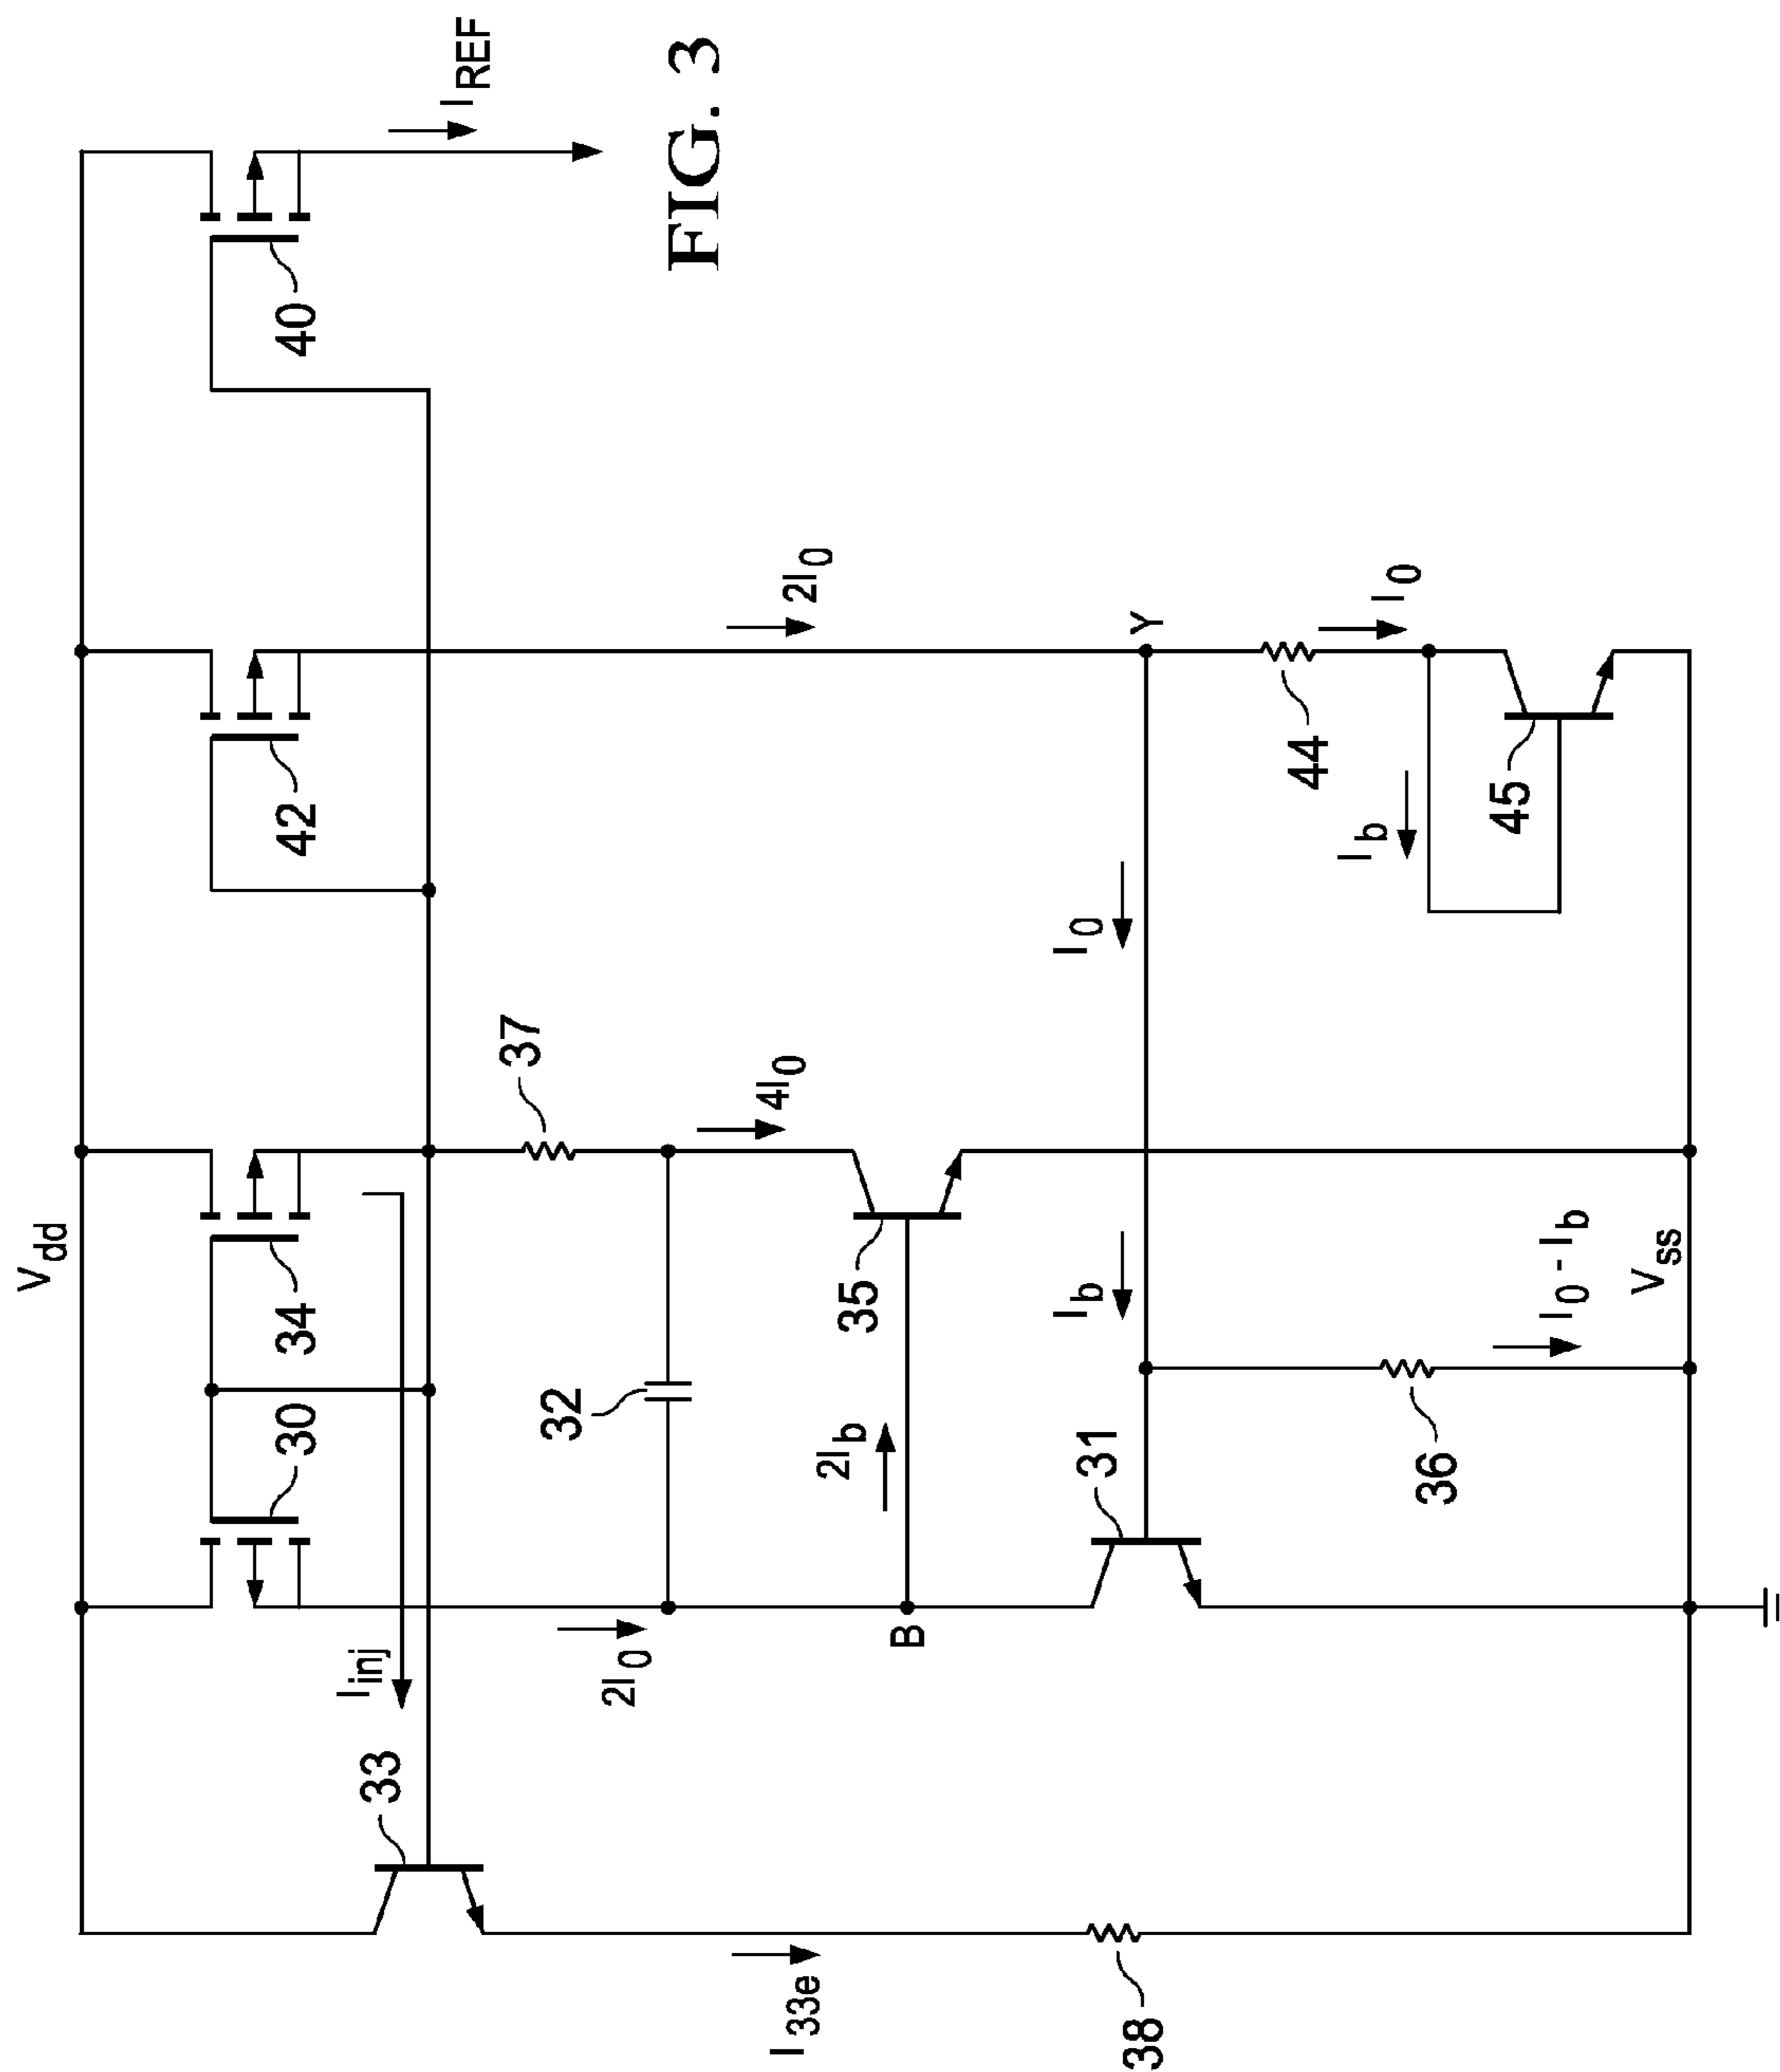 V_dd
30
34
42
40
I_REF
I_inj
33
37
2I_0
4I_0
2I_0
32
B
35
2I_b
I_33e
38
31
I_b
I_0
Y
36
I_0 - I_b
44
I_0
I_b
45
V_ss
FIG. 3